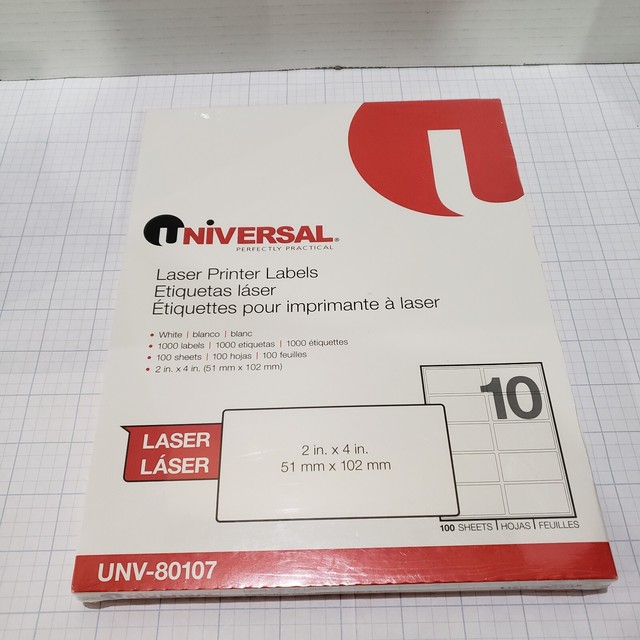 UNIVERSAL®
PERFECTLY PRACTICAL
Laser Printer Labels
Etiquetas láser
Étiquettes pour imprimante à laser
• White | blanco | blanc
• 1000 labels | 1000 etiquetas | 1000 étiquettes
• 100 sheets | 100 hojas | 100 feuilles
• 2 in. x 4 in. (51 mm x 102 mm)
10
LASER
LÁSER
2 in. x 4 in.
51 mm x 102 mm
100 SHEETS | HOJAS | FEUILLES
UNV-80107